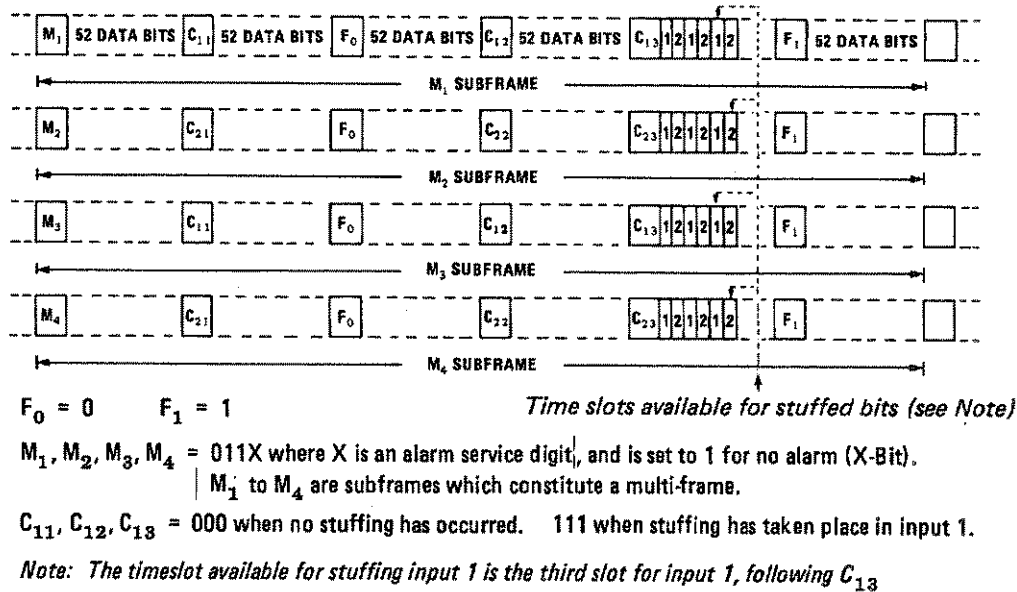 M₁ 52 DATA BITS C₁₁ 52 DATA BITS F₀ 52 DATA BITS C₁₂ 52 DATA BITS C₁₃ 1 2 1 2 1 2 F₁ 52 DATA BITS
M₁ SUBFRAME
M₂ C₂₁ F₀ C₂₂ C₂₃ 1 2 1 2 1 2 F₁
M₂ SUBFRAME
M₃ C₁₁ F₀ C₁₂ C₁₃ 1 2 1 2 1 2 F₁
M₃ SUBFRAME
M₄ C₂₁ F₀ C₂₂ C₂₃ 1 2 1 2 1 2 F₁
M₄ SUBFRAME
F₀ = 0 F₁ = 1 Time slots available for stuffed bits (see Note)
M₁, M₂, M₃, M₄ = 011X where X is an alarm service digit, and is set to 1 for no alarm (X-Bit).
M₁ to M₄ are subframes which constitute a multi-frame.
C₁₁, C₁₂, C₁₃ = 000 when no stuffing has occurred. 111 when stuffing has taken place in input 1.
Note: The timeslot available for stuffing input 1 is the third slot for input 1, following C₁₃